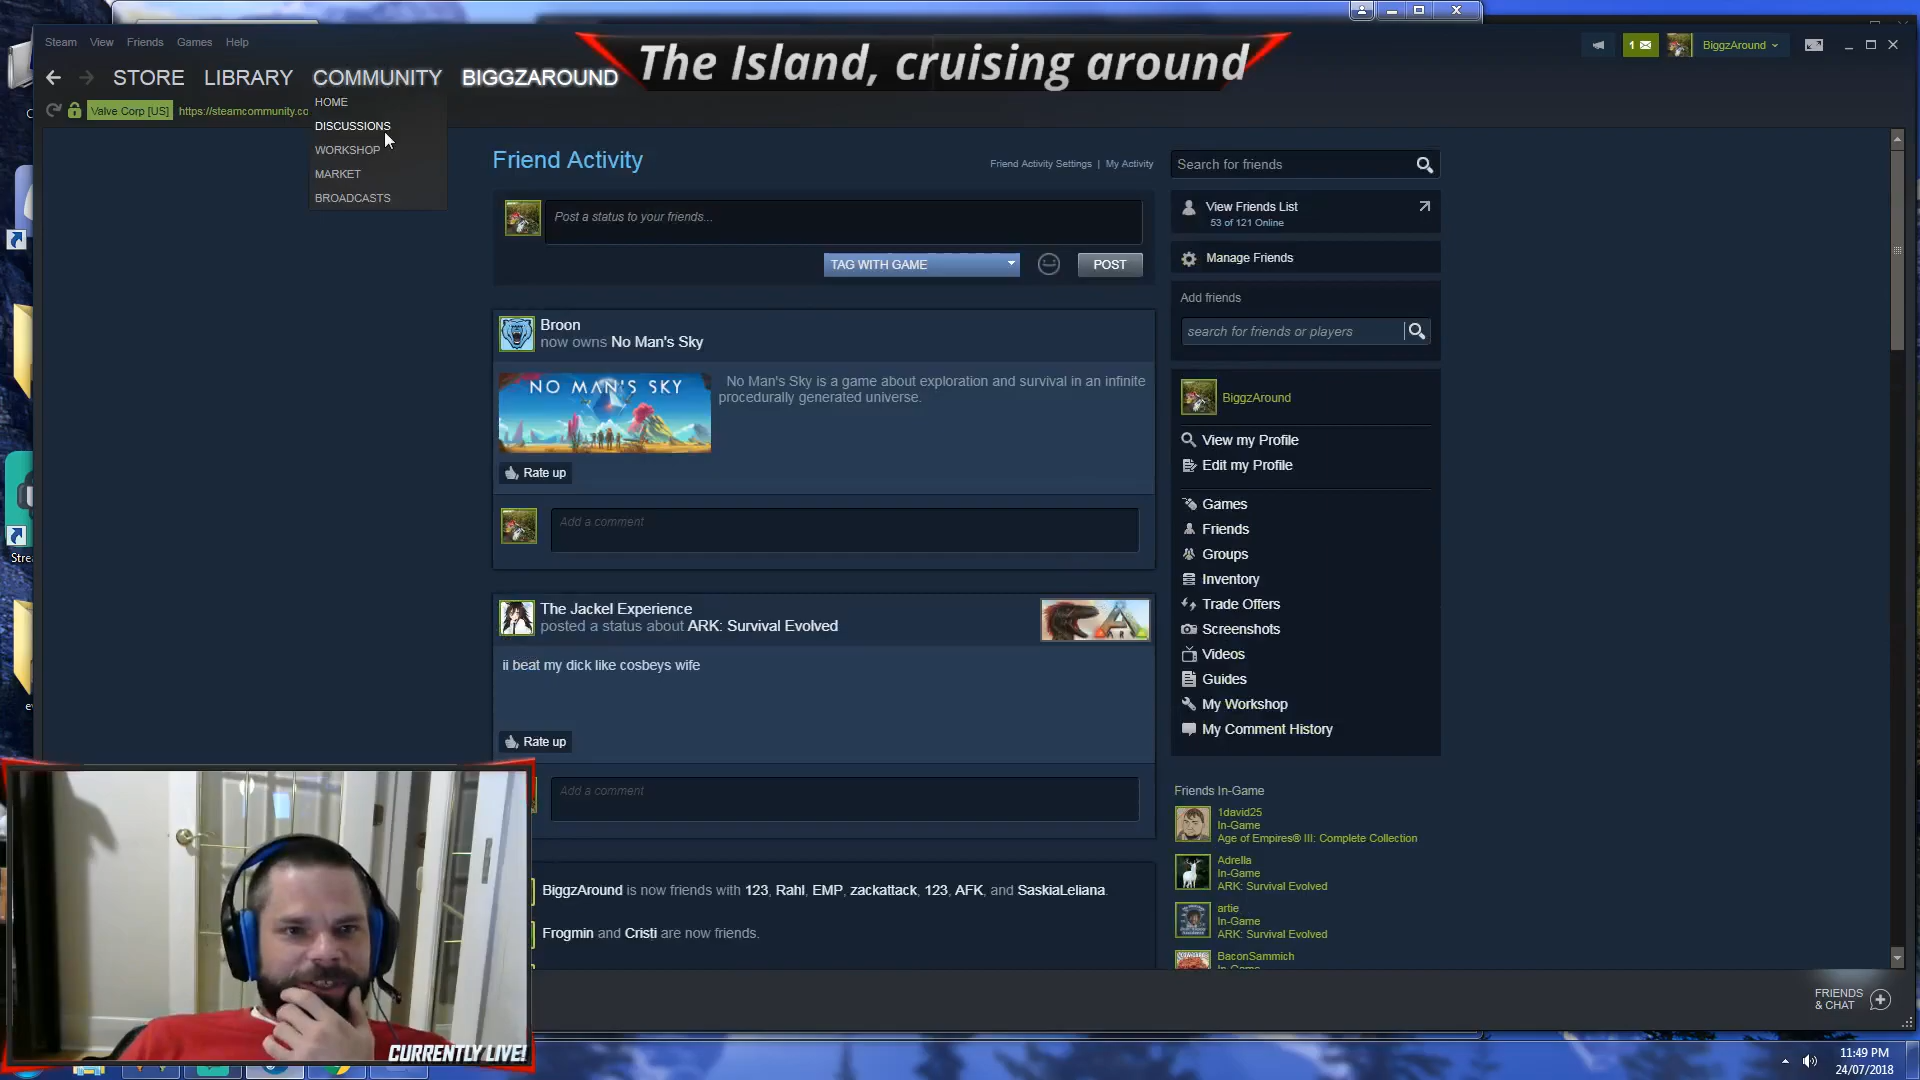 Steam View Friends Games Help
The Island, cruising around
1
BiggzAround
STORE LIBRARY COMMUNITY BIGGZAROUND
Valve Corp [US] https://steamcommunity.co
HOME
DISCUSSIONS
WORKSHOP
MARKET
BROADCASTS
Friend Activity
Friend Activity Settings | My Activity
Post a status to your friends...
TAG WITH GAME
POST
Broon
now owns No Man's Sky
NO MAN'S SKY
No Man's Sky is a game about exploration and survival in an infinite
procedurally generated universe.
Rate up
Add a comment
The Jackel Experience
posted a status about ARK: Survival Evolved
ii beat my dick like cosbeys wife
Rate up
Add a comment
BiggzAround is now friends with 123, Rahl, EMP, zackattack, 123, AFK, and SaskiaLeliana.
Frogmin and Cristi are now friends.
Search for friends
View Friends List
53 of 121 Online
Manage Friends
Add friends
search for friends or players
BiggzAround
View my Profile
Edit my Profile
Games
Friends
Groups
Inventory
Trade Offers
Screenshots
Videos
Guides
My Workshop
My Comment History
Friends In-Game
1david25
In-Game
Age of Empires® III: Complete Collection
Adrella
In-Game
ARK: Survival Evolved
artie
In-Game
ARK: Survival Evolved
BaconSammich
FRIENDS
& CHAT
Stre
CURRENTLY LIVE!
11:49 PM
24/07/2018